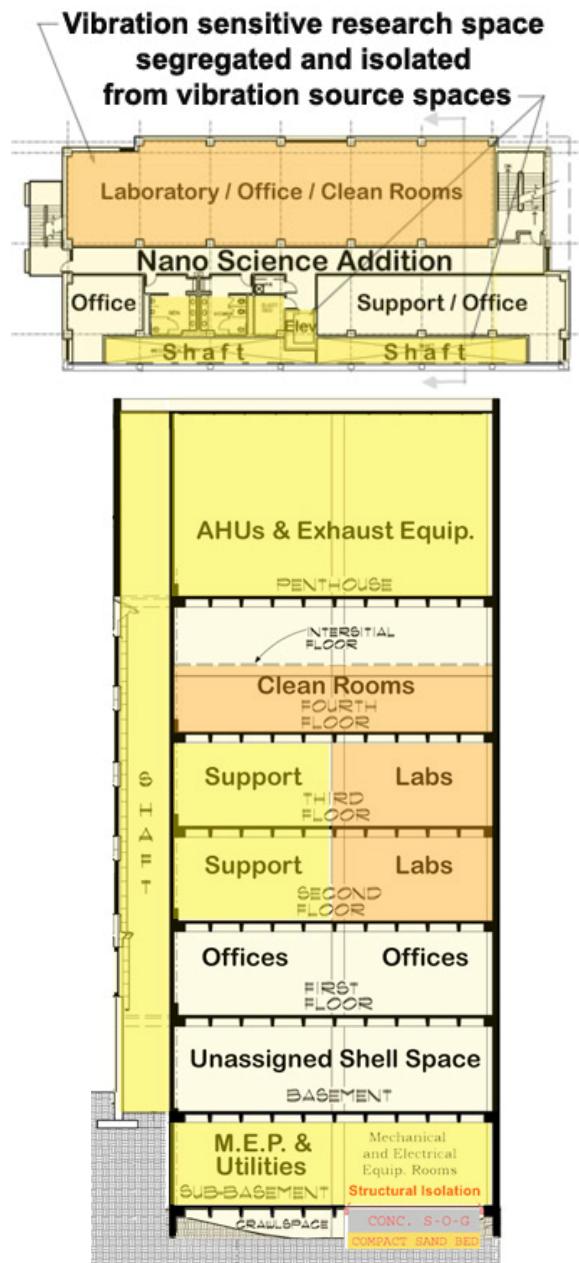 Vibration sensitive research space
segregated and isolated
from vibration source spaces
Laboratory / Office / Clean Rooms
Nano Science Addition
Office
Support / Office
Elev
Shaft
Shaft
AHUs & Exhaust Equip.
PENTHOUSE
INTERSITIAL
FLOOR
Clean Rooms
FOURTH
FLOOR
Support
Labs
THIRD
FLOOR
SHAFT
Support
Labs
SECOND
FLOOR
Offices
Offices
FIRST
FLOOR
Unassigned Shell Space
BASEMENT
M.E.P. &
Utilities
SUB-BASEMENT
Mechanical
and Electrical
Equip. Rooms
Structural Isolation
CRAWLSPACE
CONC. S-O-G
COMPACT SAND BED